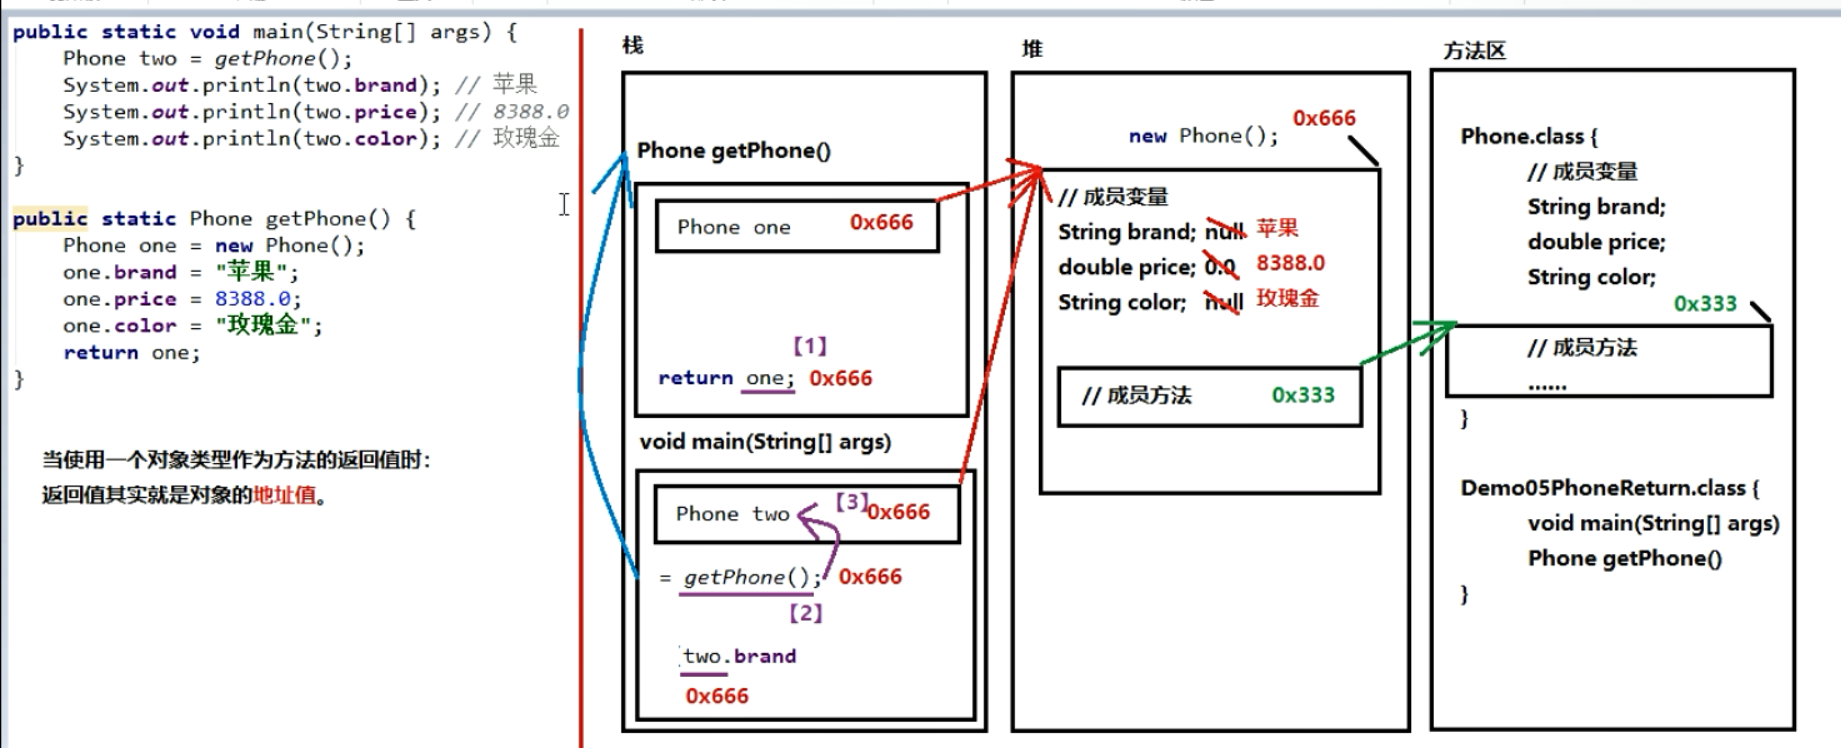 public static void main(String[] args) {
Phone two = getPhone();
System.out.println(two.brand); // 苹果
System.out.println(two.price); // 8388.0
System.out.println(two.color); // 玫瑰金
}
public static Phone getPhone() {
Phone one = new Phone();
one.brand = "苹果";
one.price = 8388.0;
one.color = "玫瑰金";
return one;
}
当使用一个对象类型作为方法的返回值时：
返回值其实就是对象的地址值。
栈
Phone getPhone()
Phone one 0x666
【1】
return one; 0x666
void main(String[] args)
Phone two 【3】0x666
= getPhone(); 0x666
【2】
two.brand
0x666
堆
0x666
new Phone();
// 成员变量
String brand; null 苹果
double price; 0.0 8388.0
String color; null 玫瑰金
// 成员方法 0x333
方法区
Phone.class {
// 成员变量
String brand;
double price;
String color;
0x333
// 成员方法
......
}
Demo05PhoneReturn.class {
void main(String[] args)
Phone getPhone()
}